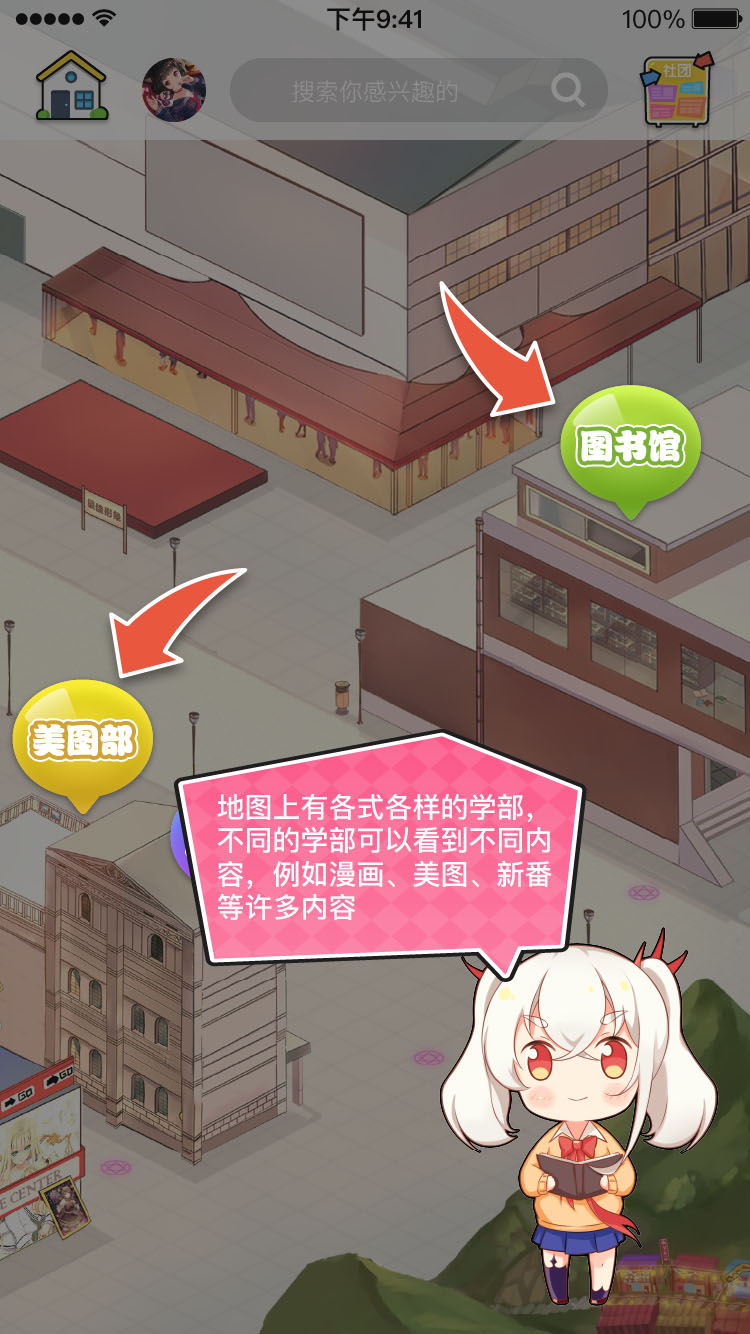 下午9:41
100%
搜索你感兴趣的
社团
图书馆
美图部
地图上有各式各样的学部，
不同的学部可以看到不同内
容，例如漫画、美图、新番
等许多内容
GO
GO
E CENTER